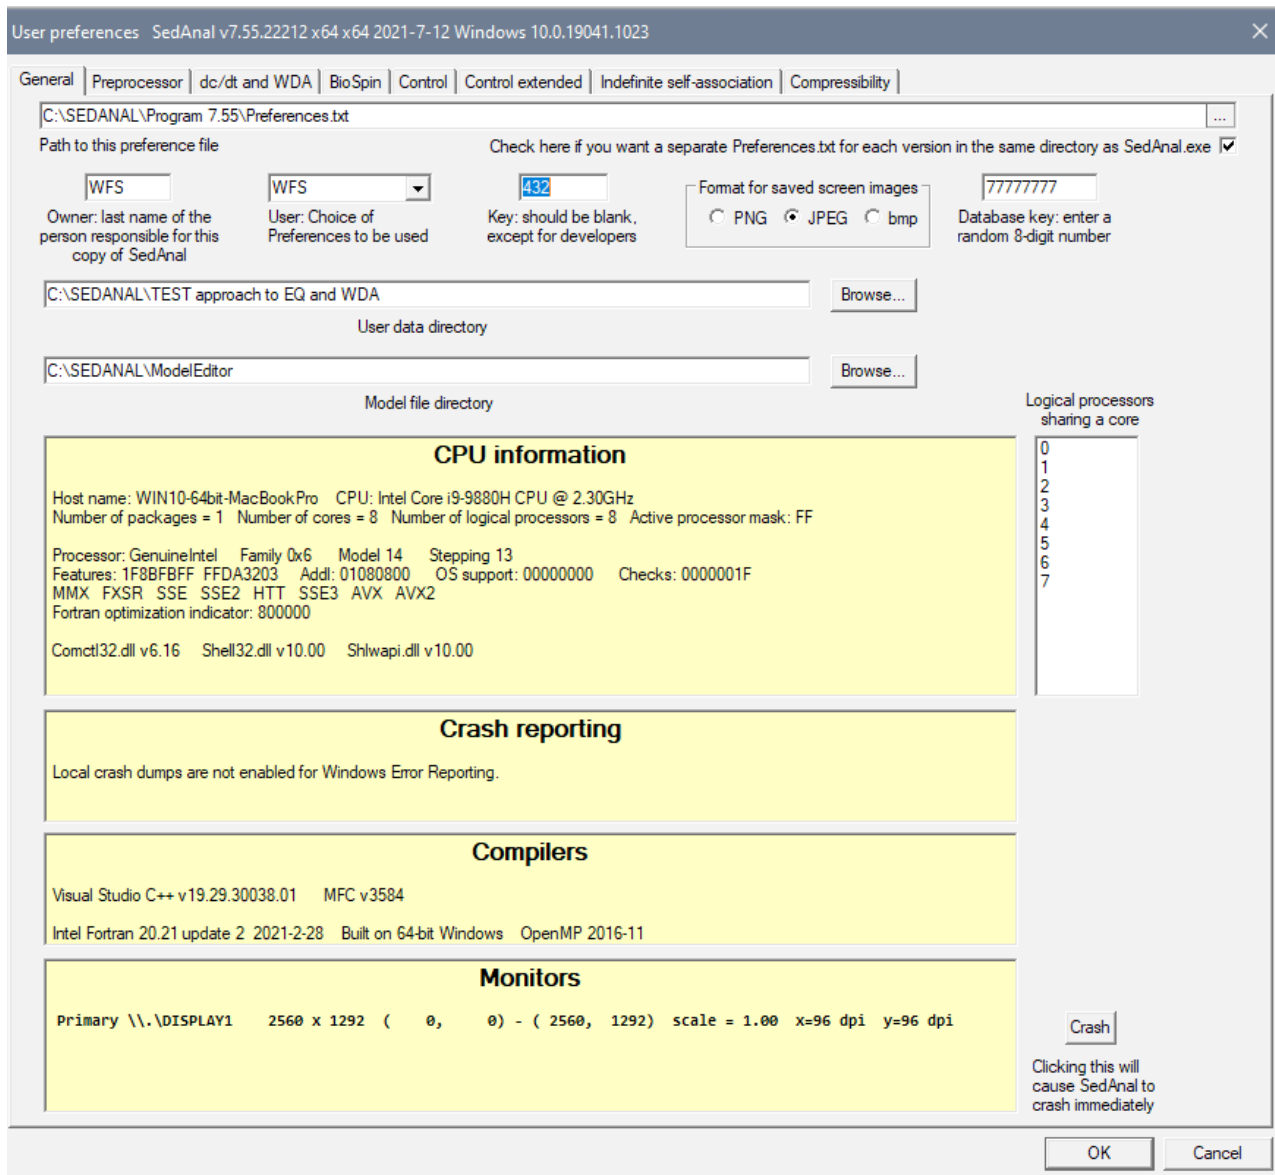 User preferences SedAnal v7.55.22212 x64 x64 2021-7-12 Windows 10.0.19041.1023
General Preprocessor dc/dt and WDA BioSpin Control Control extended Indefinite self-association Compressibility
C:\SEDANAL\Program 7.55\Preferences.txt ...
Path to this preference file Check here if you want a separate Preferences.txt for each version in the same directory as SedAnal.exe
WFS
Owner: last name of the
person responsible for this
copy of SedAnal
WFS
User: Choice of
Preferences to be used
432
Key: should be blank,
except for developers
Format for saved screen images
PNG JPEG bmp
77777777
Database key: enter a
random 8-digit number
C:\SEDANAL\TEST approach to EQ and WDA Browse...
User data directory
C:\SEDANAL\ModelEditor Browse...
Model file directory
Logical processors
sharing a core
0
1
2
3
4
5
6
7
CPU information
Host name: WIN10-64bit-MacBookPro CPU: Intel Core i9-9880H CPU @ 2.30GHz
Number of packages = 1 Number of cores = 8 Number of logical processors = 8 Active processor mask: FF
Processor: GenuineIntel Family 0x6 Model 14 Stepping 13
Features: 1F8BFBFF FFDA3203 Addl: 01080800 OS support: 00000000 Checks: 0000001F
MMX FXSR SSE SSE2 HTT SSE3 AVX AVX2
Fortran optimization indicator: 800000
Comctl32.dll v6.16 Shell32.dll v10.00 Shlwapi.dll v10.00
Crash reporting
Local crash dumps are not enabled for Windows Error Reporting.
Compilers
Visual Studio C++ v19.29.30038.01 MFC v3584
Intel Fortran 20.21 update 2 2021-2-28 Built on 64-bit Windows OpenMP 2016-11
Monitors
Primary \\.\DISPLAY1 2560 x 1292 ( 0, 0) - ( 2560, 1292) scale = 1.00 x=96 dpi y=96 dpi
Crash
Clicking this will
cause SedAnal to
crash immediately
OK Cancel